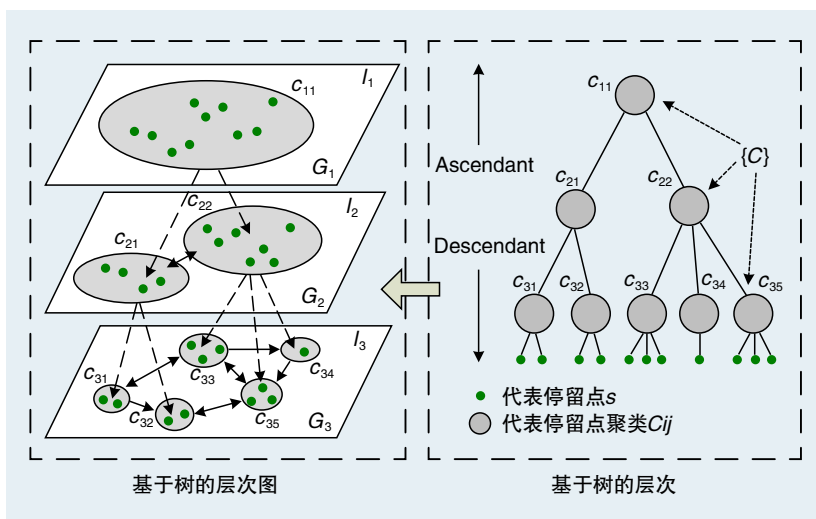 c11
l1
G1
c22
l2
c21
G2
l3
c31
c33
c34
c32
c35
G3
基于树的层次图
c11
Ascendant
{C}
c21
c22
Descendant
c31
c32
c33
c34
c35
代表停留点s
代表停留点聚类Cij
基于树的层次